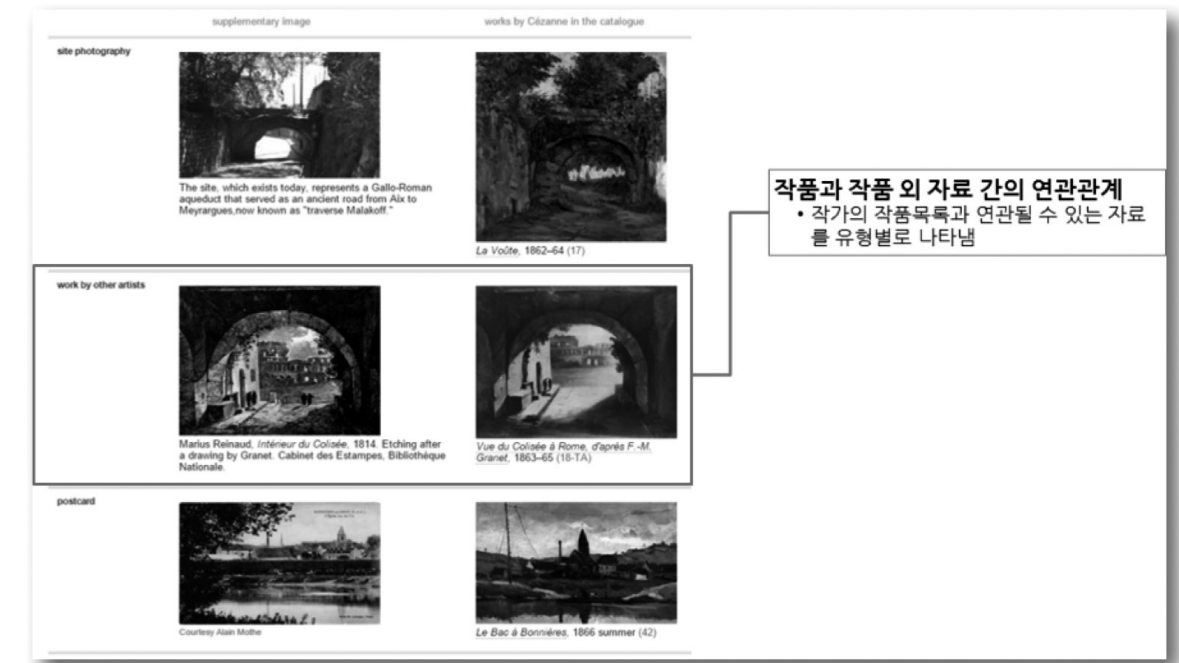 supplementary image
works by Cézanne in the catalogue
site photography
The site, which exists today, represents a Gallo-Roman
aqueduct that served as an ancient road from Aix to
Meyrargues,now known as "traverse Malakoff."
La Voûte, 1862–64 (17)
작품과 작품 외 자료 간의 연관관계
• 작가의 작품목록과 연관될 수 있는 자료
를 유형별로 나타냄
work by other artists
Marius Reinaud, Intérieur du Colisée, 1814. Etching after
a drawing by Granet. Cabinet des Estampes, Bibliothèque
Nationale.
Vue du Colisée à Rome, d'après F.-M.
Granet, 1863–65 (18-TA)
postcard
Courtesy Alain Mothe
Le Bac à Bonnières, 1866 summer (42)